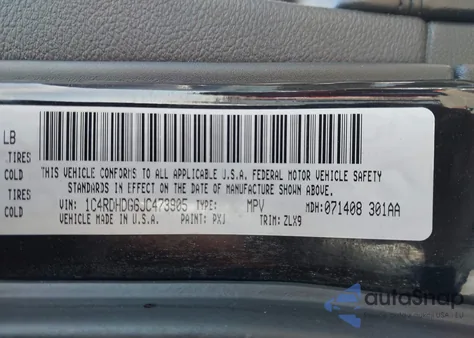 LB
TIRES
COLD
TIRES
COLD
THIS VEHICLE CONFORMS TO ALL APPLICABLE U.S.A. FEDERAL MOTOR VEHICLE SAFETY
STANDARDS IN EFFECT ON THE DATE OF MANUFACTURE SHOWN ABOVE.
VIN: 1C4RDHDG6JC473905 TYPE: MPV MDH: 071408 301AA
VEHICLE MADE IN U.S.A. PAINT: PXJ TRIM: ZLX9
autoSnap